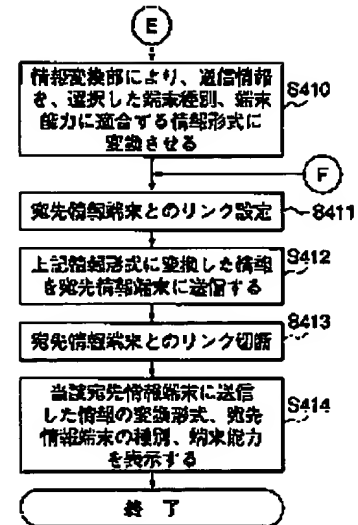 E
情報変換部により、送信情報
を、選択した端末種別、端末
能力に適合する情報形式に
変換させる
S410
F
宛先情報端末とのリンク設定
S411
上記情報形式に変換した情報
を宛先情報端末に送信する
S412
宛先情報端末とのリンク切断
S413
当該宛先情報端末に送信
した情報の変換形式、宛先
情報端末の種別、端末能力
を表示する
S414
終了